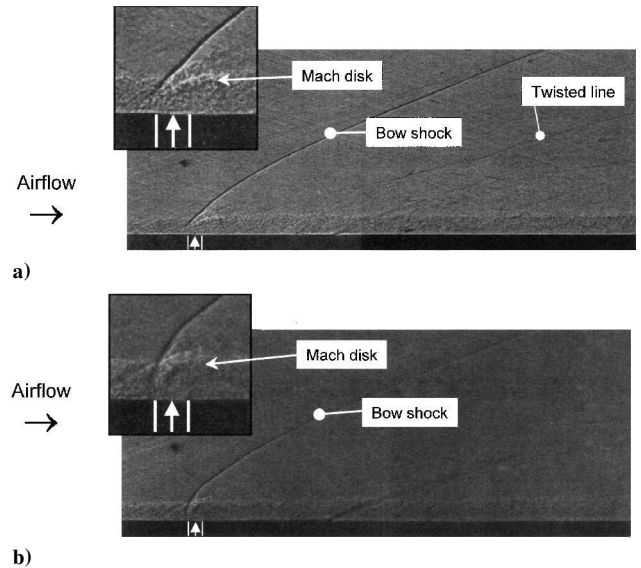 Mach disk
Twisted line
Bow shock
Airflow
a)
Mach disk
Airflow
Bow shock
b)